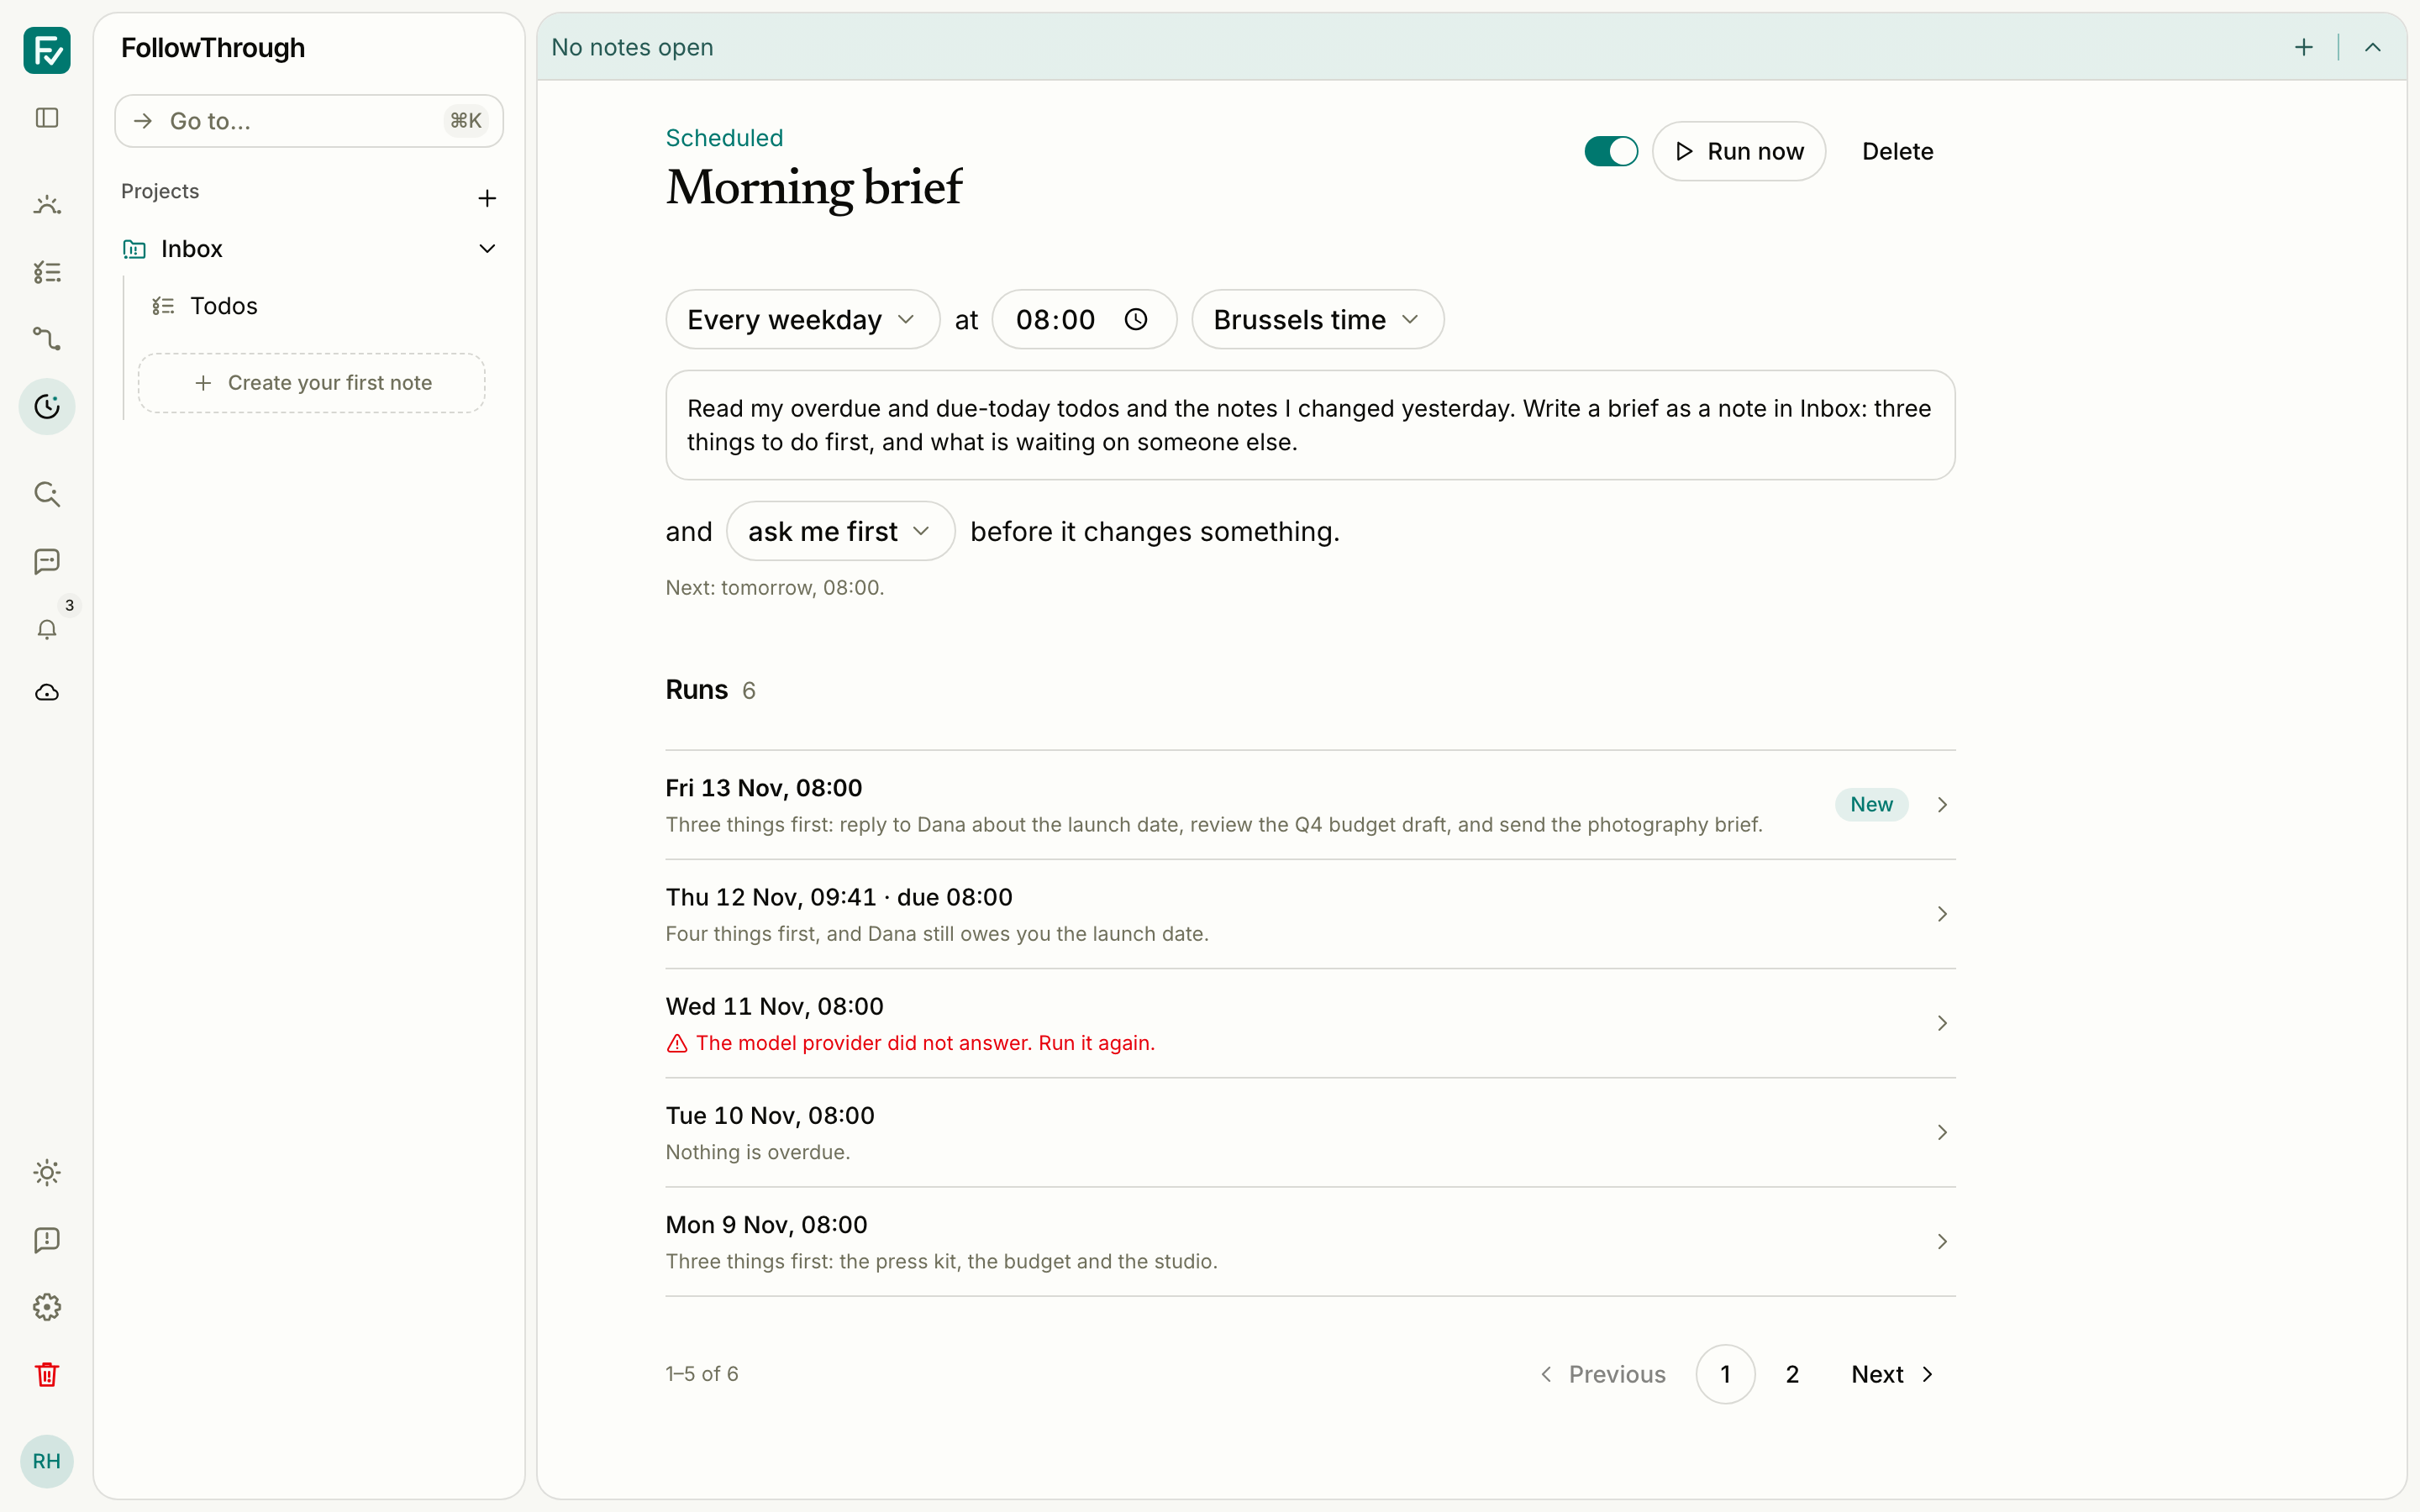 FollowThrough
Go to...
⌘K
Projects
Inbox
Todos
Create your first note
3
RH
No notes open
Scheduled
Morning brief
Run now
Delete
Every weekday at 08:00 Brussels time
Read my overdue and due-today todos and the notes I changed yesterday. Write a brief as a note in Inbox: three
things to do first, and what is waiting on someone else.
and ask me first before it changes something.
Next: tomorrow, 08:00.
Runs 6
Fri 13 Nov, 08:00
Three things first: reply to Dana about the launch date, review the Q4 budget draft, and send the photography brief.
New
Thu 12 Nov, 09:41 · due 08:00
Four things first, and Dana still owes you the launch date.
Wed 11 Nov, 08:00
The model provider did not answer. Run it again.
Tue 10 Nov, 08:00
Nothing is overdue.
Mon 9 Nov, 08:00
Three things first: the press kit, the budget and the studio.
1–5 of 6
Previous 1 2 Next